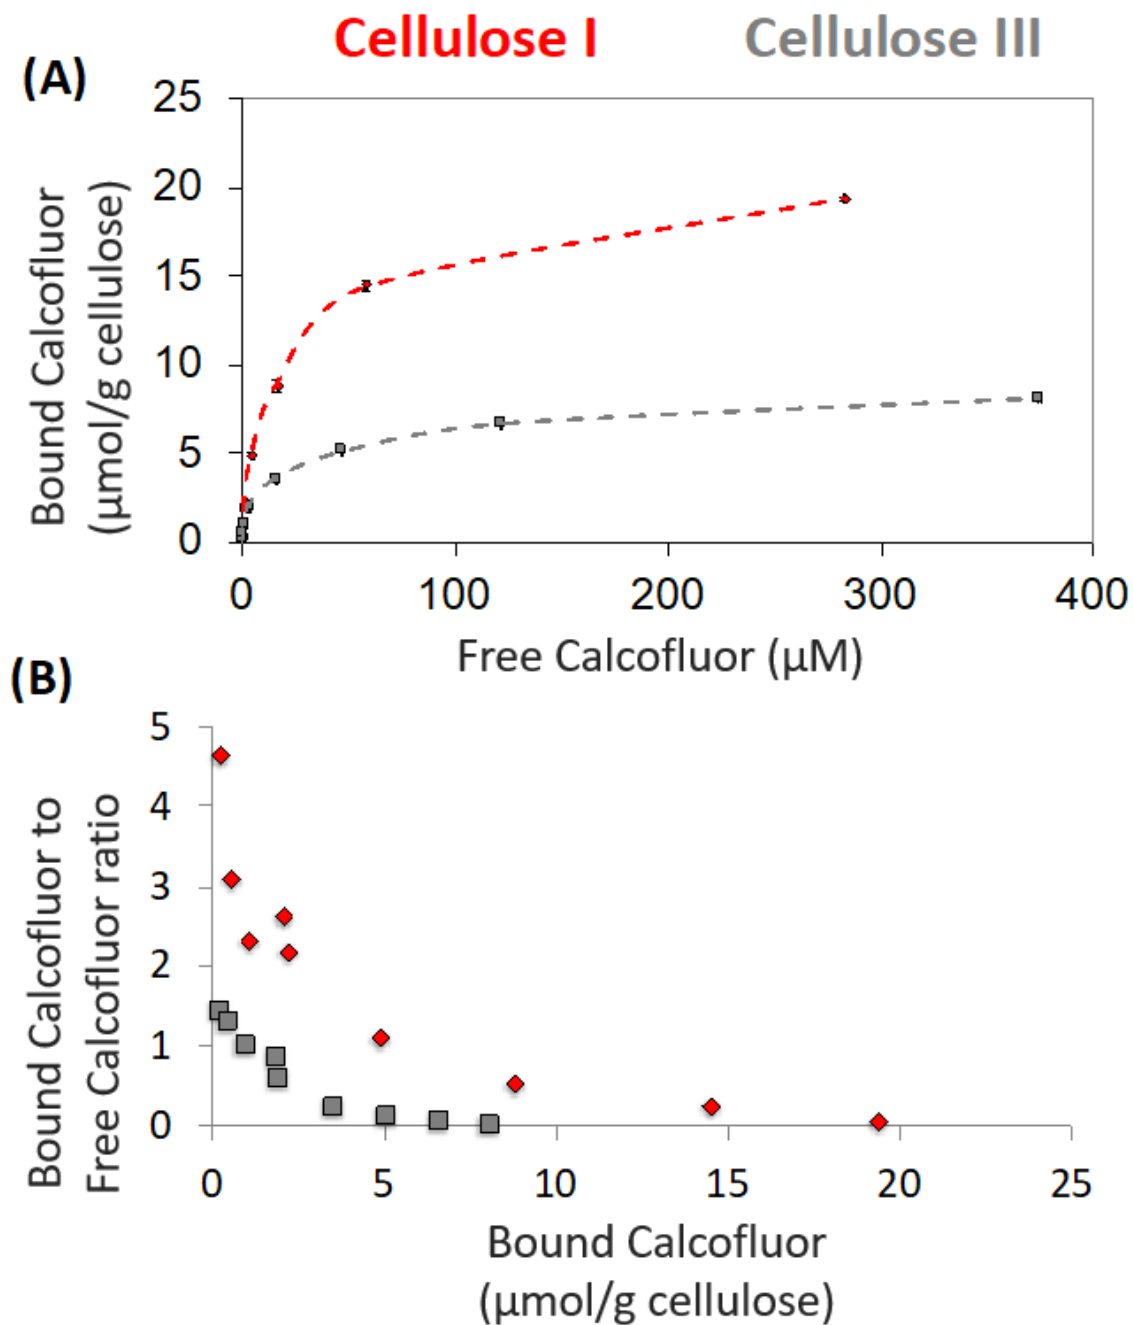 Cellulose I Cellulose III
(A)
25
20
15
10
5
0
Bound Calcofluor
(µmol/g cellulose)
0 100 200 300 400
Free Calcofluor (µM)
(B)
5
4
3
2
1
0
Bound Calcofluor to
Free Calcofluor ratio
0 5 10 15 20 25
Bound Calcofluor
(µmol/g cellulose)